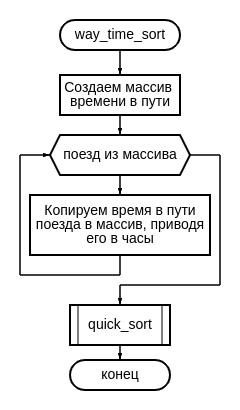 way_time_sort
Создаем массив
времени в пути
поезд из массива
Копируем время в пути
поезда в массив, приводя
его в часы
quick_sort
конец